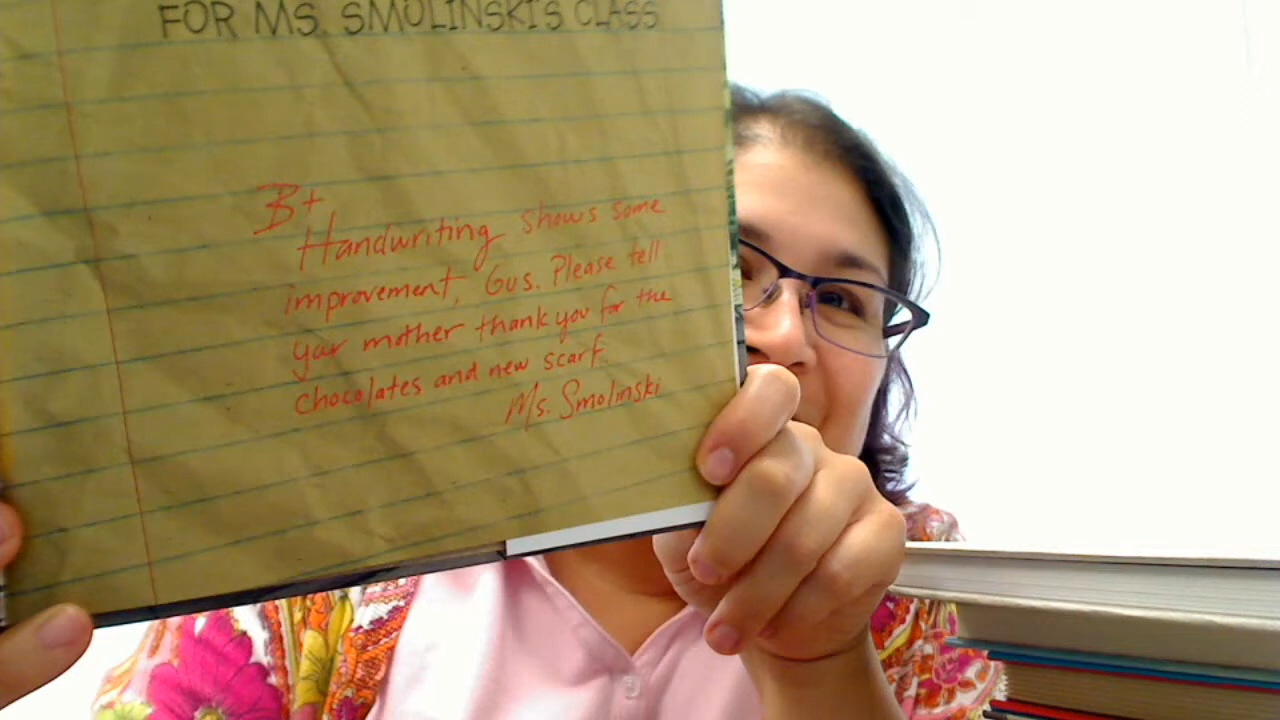 FOR MS. SMOLINSKI'S CLASS
B+
Handwriting shows some
improvement, Gus. Please tell
your mother thank you for the
chocolates and new scarf.
Ms. Smolinski